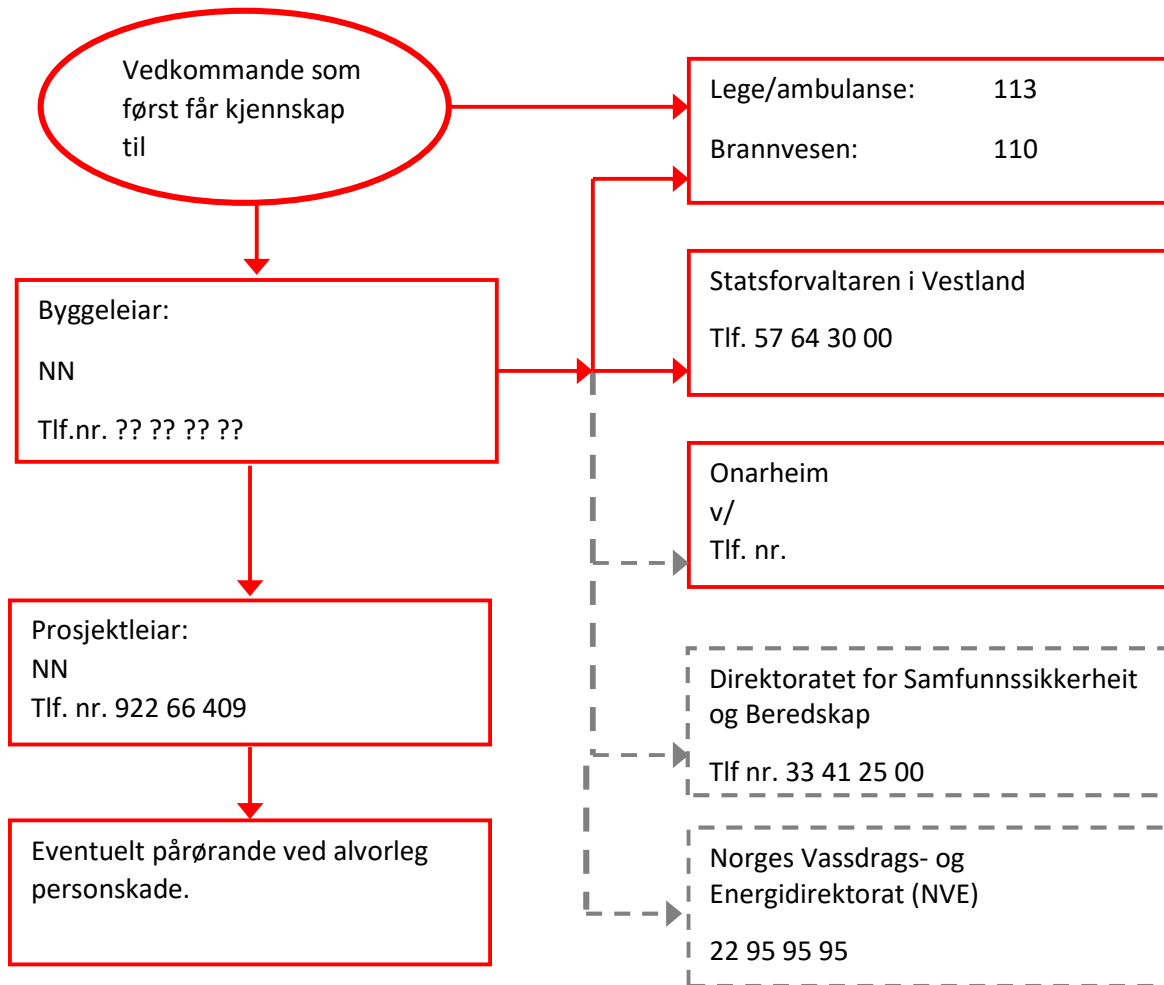 Vedkommande som
først får kjennskap
til
Lege/ambulanse: 113
Brannvesen: 110
Byggeleiar:
NN
Tlf.nr. ?? ?? ?? ??
Statsforvaltaren i Vestland
Tlf. 57 64 30 00
Onarheim
v/
Tlf. nr.
Prosjektleiar:
NN
Tlf. nr. 922 66 409
Direktoratet for Samfunnssikkerheit
og Beredskap
Tlf nr. 33 41 25 00
Eventuelt pårørande ved alvorleg
personskade.
Norges Vassdrags- og
Energidirektorat (NVE)
22 95 95 95